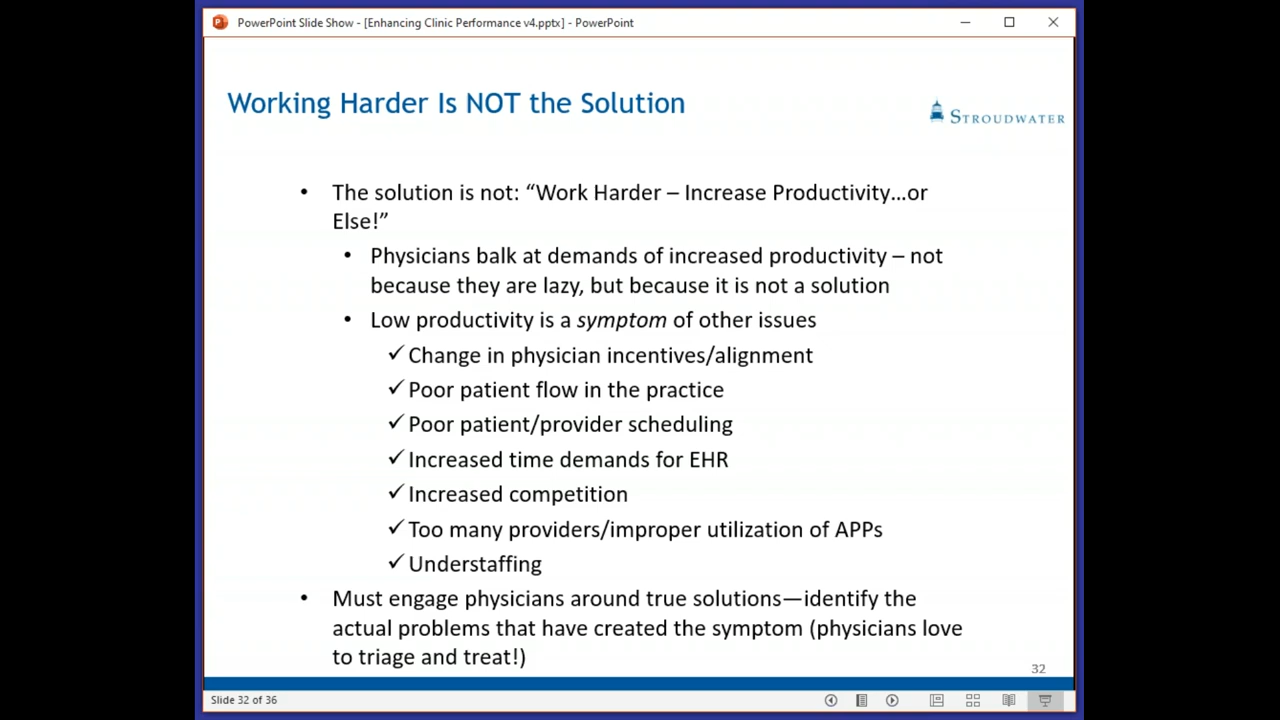 PowerPoint Slide Show - [Enhancing Clinic Performance v4.pptx] - PowerPoint
Working Harder Is NOT the Solution
STROUDWATER
• The solution is not: “Work Harder – Increase Productivity…or
Else!”
• Physicians balk at demands of increased productivity – not
because they are lazy, but because it is not a solution
• Low productivity is a symptom of other issues
✓Change in physician incentives/alignment
✓Poor patient flow in the practice
✓Poor patient/provider scheduling
✓Increased time demands for EHR
✓Increased competition
✓Too many providers/improper utilization of APPs
✓Understaffing
• Must engage physicians around true solutions—identify the
actual problems that have created the symptom (physicians love
to triage and treat!)
32
Slide 32 of 36